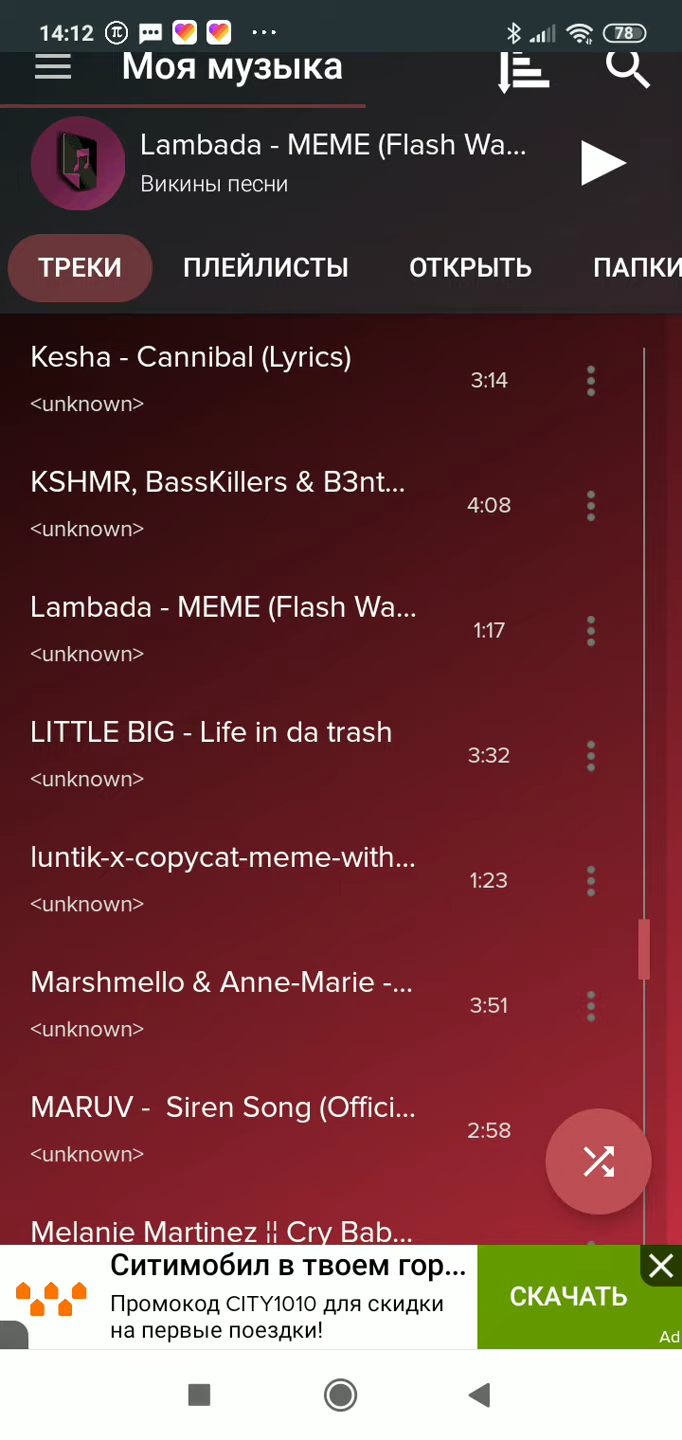 14:12
78
Моя музыка
Lambada - MEME (Flash Wa...
Викины песни
ТРЕКИ
ПЛЕЙЛИСТЫ
ОТКРЫТЬ
ПАПКИ
Kesha - Cannibal (Lyrics)
3:14
<unknown>
KSHMR, BassKillers & B3nt...
4:08
<unknown>
Lambada - MEME (Flash Wa...
1:17
<unknown>
LITTLE BIG - Life in da trash
3:32
<unknown>
luntik-x-copycat-meme-with...
1:23
<unknown>
Marshmello & Anne-Marie -...
3:51
<unknown>
MARUV -  Siren Song (Offici...
2:58
<unknown>
Melanie Martinez ¦¦ Cry Bab...
Ситимобил в твоем гор...
Промокод CITY1010 для скидки
на первые поездки!
СКАЧАТЬ
Ad